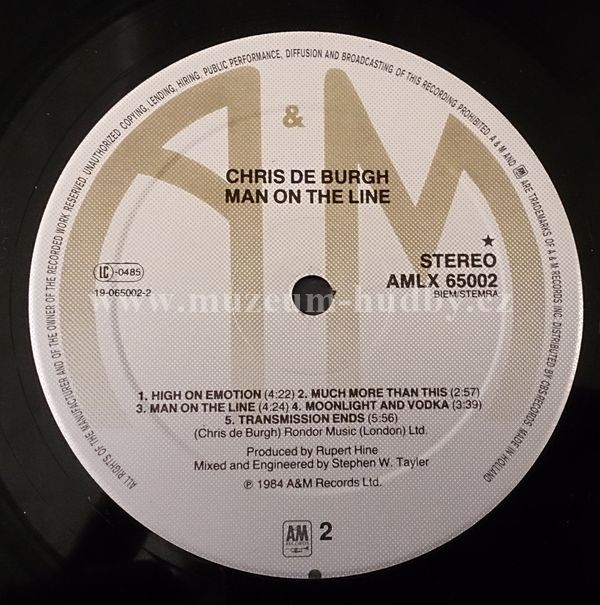 ALL RIGHTS OF THE MANUFACTURER AND OF THE OWNER OF THE RECORDED WORK RESERVED. UNAUTHORIZED COPYING, LENDING, HIRING, PUBLIC PERFORMANCE, DIFFUSION AND BROADCASTING OF THIS RECORDING PROHIBITED. A & M AND AM ARE TRADEMARKS OF A & M RECORDS INC. DISTRIBUTED BY CBS RECORDS. MADE IN HOLLAND
A & M
CHRIS DE BURGH
MAN ON THE LINE
★
STEREO
AMLX 65002
BIEM/STEMRA
LC-0485
19-065002-2
www.muzeum-hudby.cz
1. HIGH ON EMOTION (4:22) 2. MUCH MORE THAN THIS (2:57)
3. MAN ON THE LINE (4:24) 4. MOONLIGHT AND VODKA (3:39)
5. TRANSMISSION ENDS (5:56)
(Chris de Burgh) Rondor Music (London) Ltd.
Produced by Rupert Hine
Mixed and Engineered by Stephen W. Tayler
℗ 1984 A&M Records Ltd.
AM
RECORDS
2